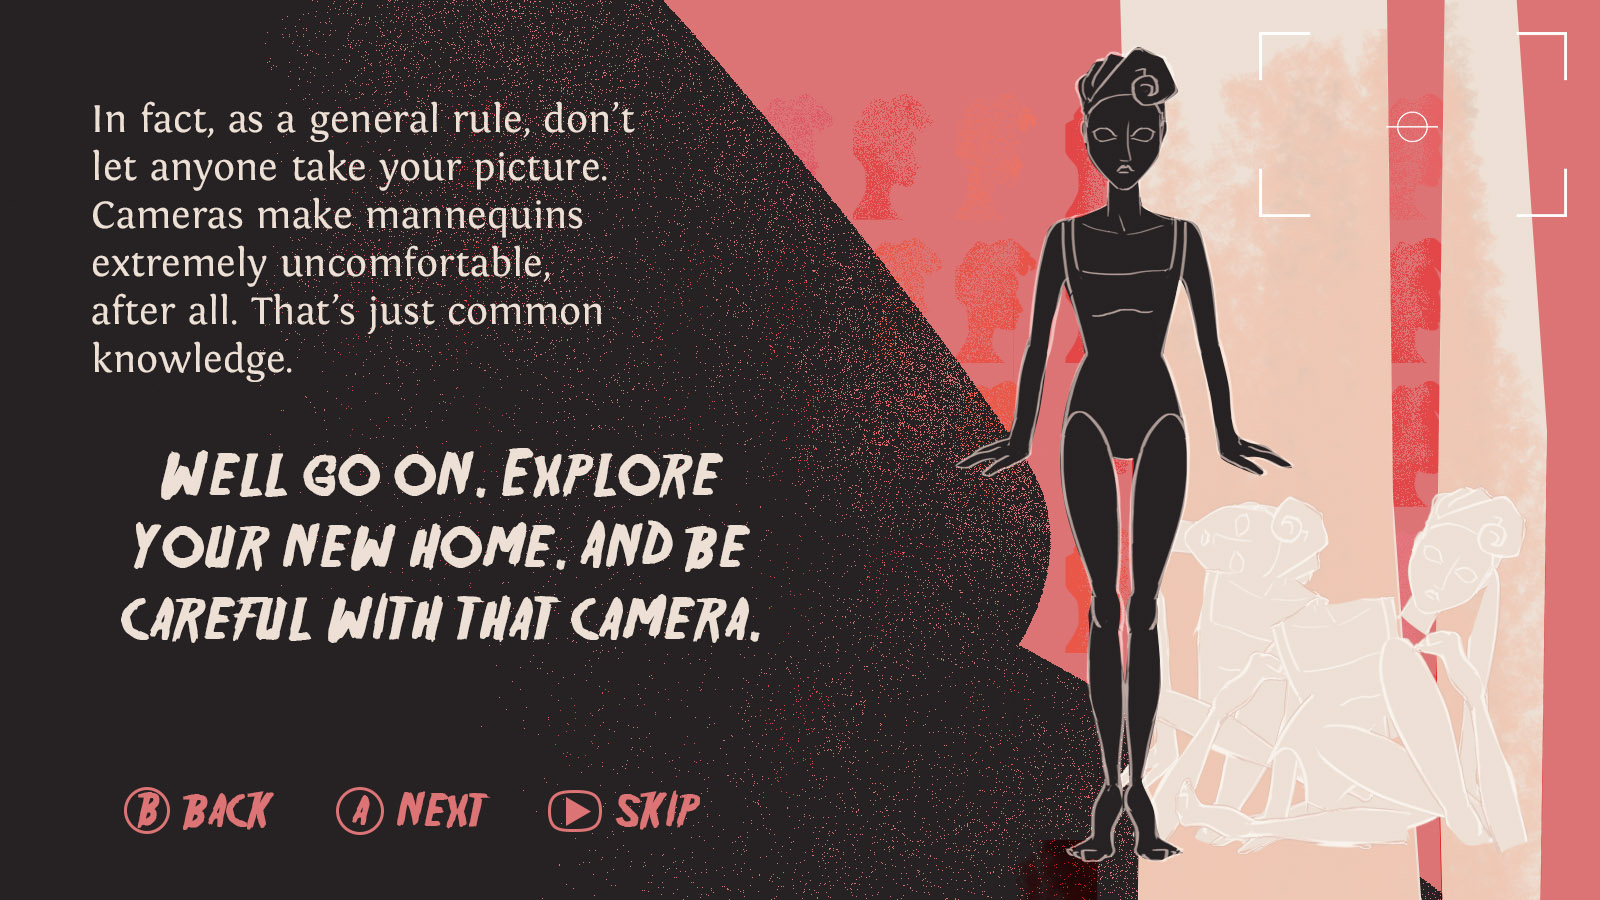 In fact, as a general rule, don’t
let anyone take your picture.
Cameras make mannequins
extremely uncomfortable,
after all. That’s just common
knowledge.
WELL GO ON. EXPLORE
YOUR NEW HOME. AND BE
CAREFUL WITH THAT CAMERA.
B BACK A NEXT SKIP